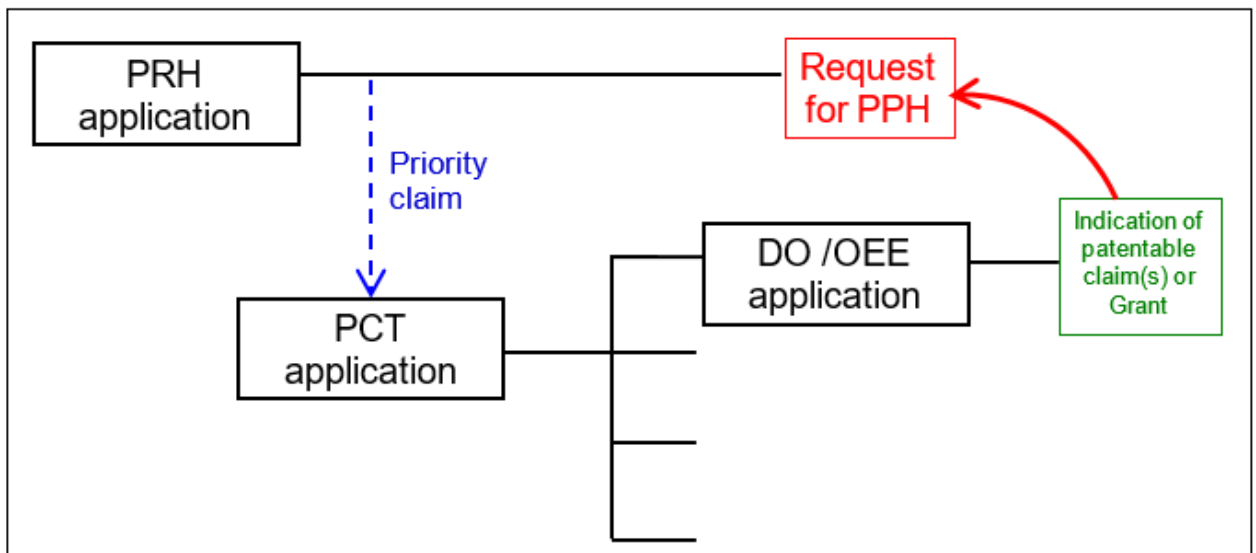 PRH
application
Request
for PPH
Priority
claim
Indication of
patentable
claim(s) or
Grant
DO /OEE
application
PCT
application